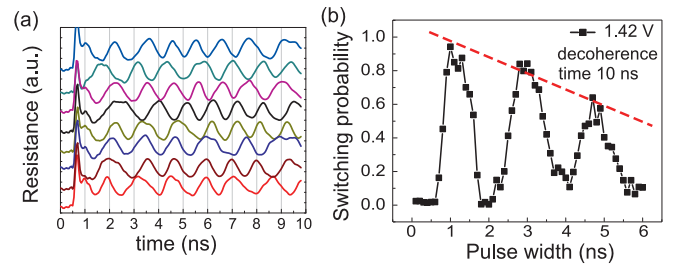 (a)
Resistance (a.u.)
0 1 2 3 4 5 6 7 8 9 10
time (ns)
(b)
Switching probability
1.0
0.8
0.6
0.4
0.2
0.0
1.42 V
decoherence
time 10 ns
0 1 2 3 4 5 6
Pulse width (ns)